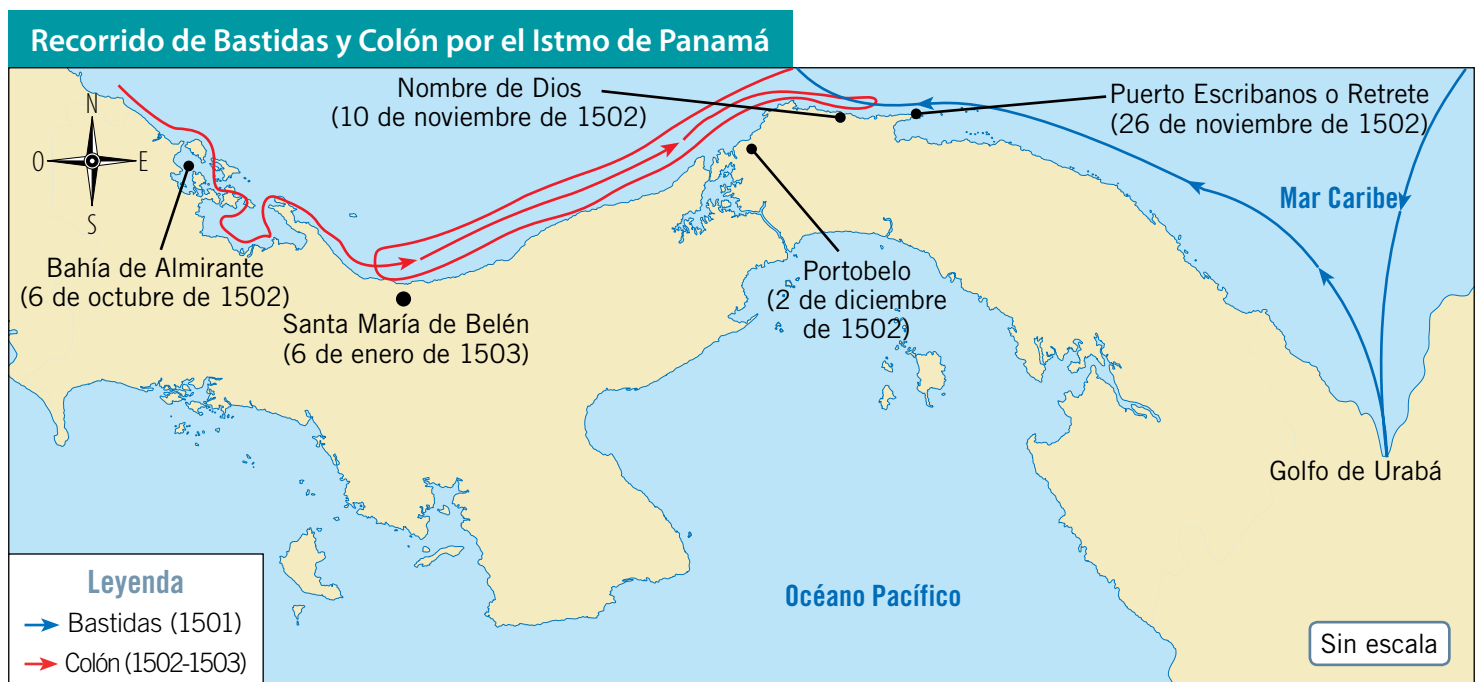 Recorrido de Bastidas y Colón por el Istmo de Panamá
Nombre de Dios
(10 de noviembre de 1502)
Puerto Escribanos o Retrete
(26 de noviembre de 1502)
N
O
E
S
Mar Caribe
Bahía de Almirante
(6 de octubre de 1502)
Portobelo
(2 de diciembre
de 1502)
Santa María de Belén
(6 de enero de 1503)
Golfo de Urabá
Océano Pacífico
Leyenda
Bastidas (1501)
Colón (1502-1503)
Sin escala